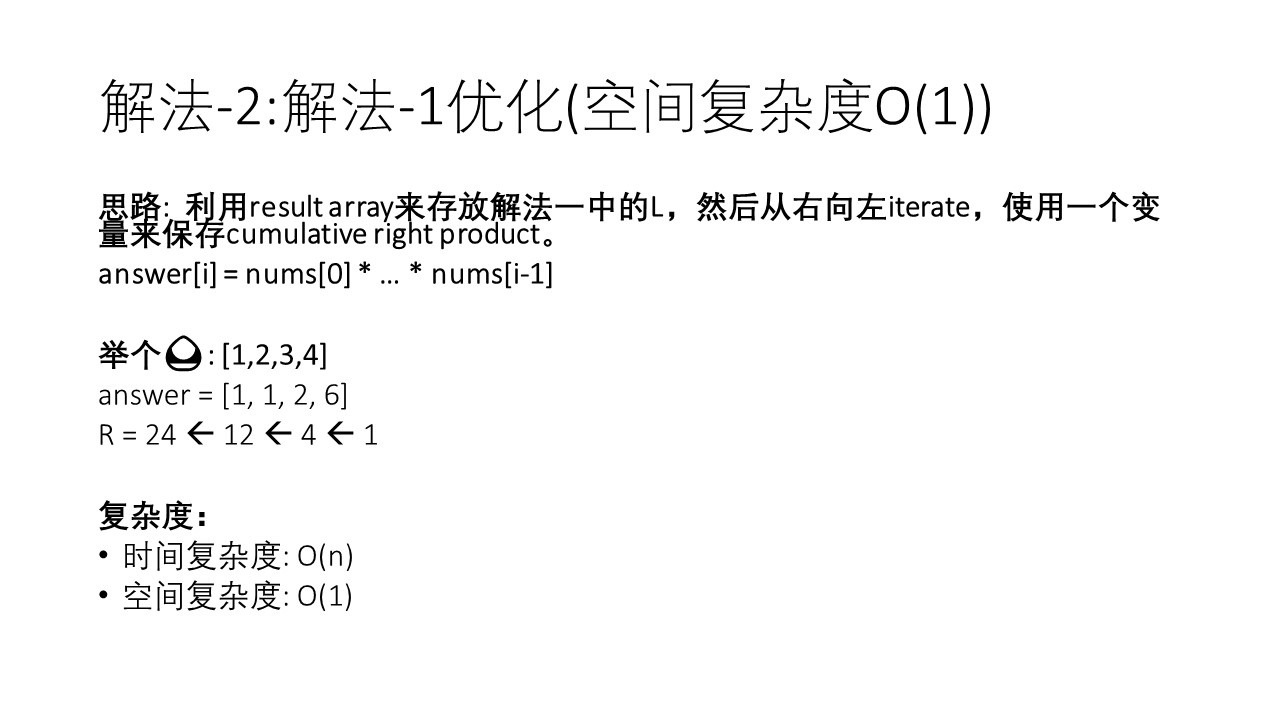 解法-2:解法-1优化(空间复杂度O(1))
思路: 利用result array来存放解法一中的L，然后从右向左iterate，使用一个变
量来保存cumulative right product。
answer[i] = nums[0] * … * nums[i-1]
举个🌰: [1,2,3,4]
answer = [1, 1, 2, 6]
R = 24 ← 12 ← 4 ← 1
复杂度：
• 时间复杂度: O(n)
• 空间复杂度: O(1)